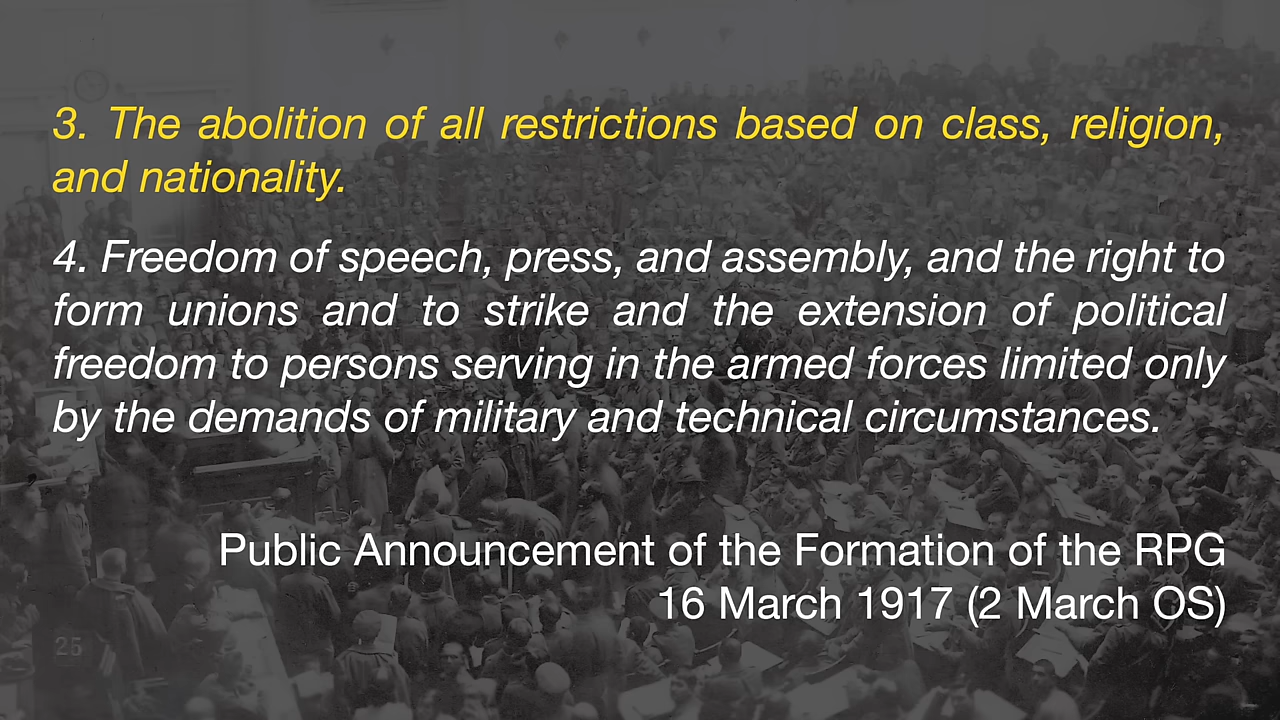 3. The abolition of all restrictions based on class, religion,
and nationality.
4. Freedom of speech, press, and assembly, and the right to
form unions and to strike and the extension of political
freedom to persons serving in the armed forces limited only
by the demands of military and technical circumstances.
Public Announcement of the Formation of the RPG
16 March 1917 (2 March OS)
25